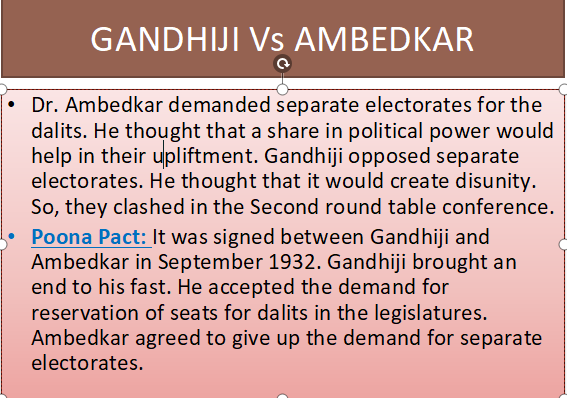 GANDHIJI Vs AMBEDKAR
• Dr. Ambedkar demanded separate electorates for the
dalits. He thought that a share in political power would
help in their upliftment. Gandhiji opposed separate
electorates. He thought that it would create disunity.
So, they clashed in the Second round table conference.
• Poona Pact: It was signed between Gandhiji and
Ambedkar in September 1932. Gandhiji brought an
end to his fast. He accepted the demand for
reservation of seats for dalits in the legislatures.
Ambedkar agreed to give up the demand for separate
electorates.